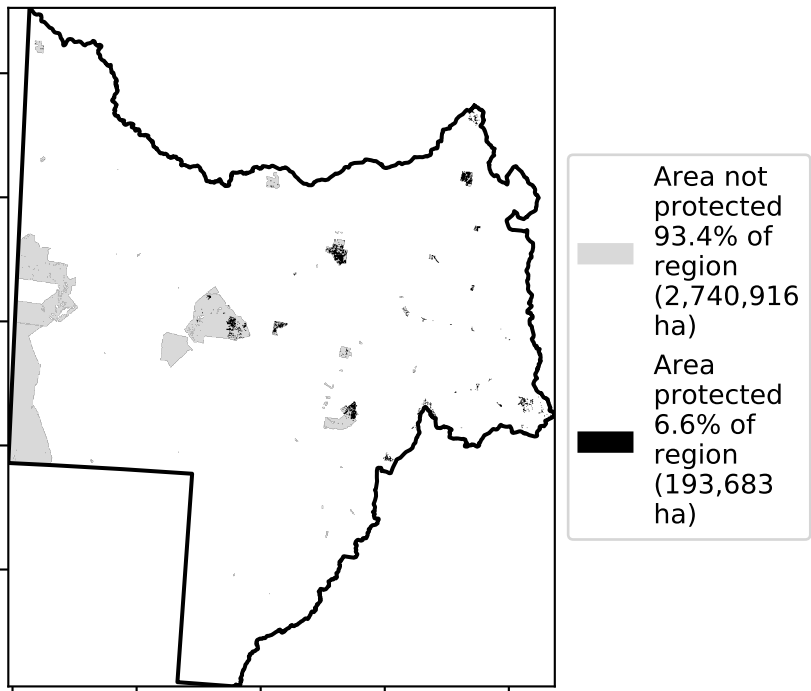 Area not
protected
93.4% of
region
(2,740,916
ha)
Area
protected
6.6% of
region
(193,683
ha)